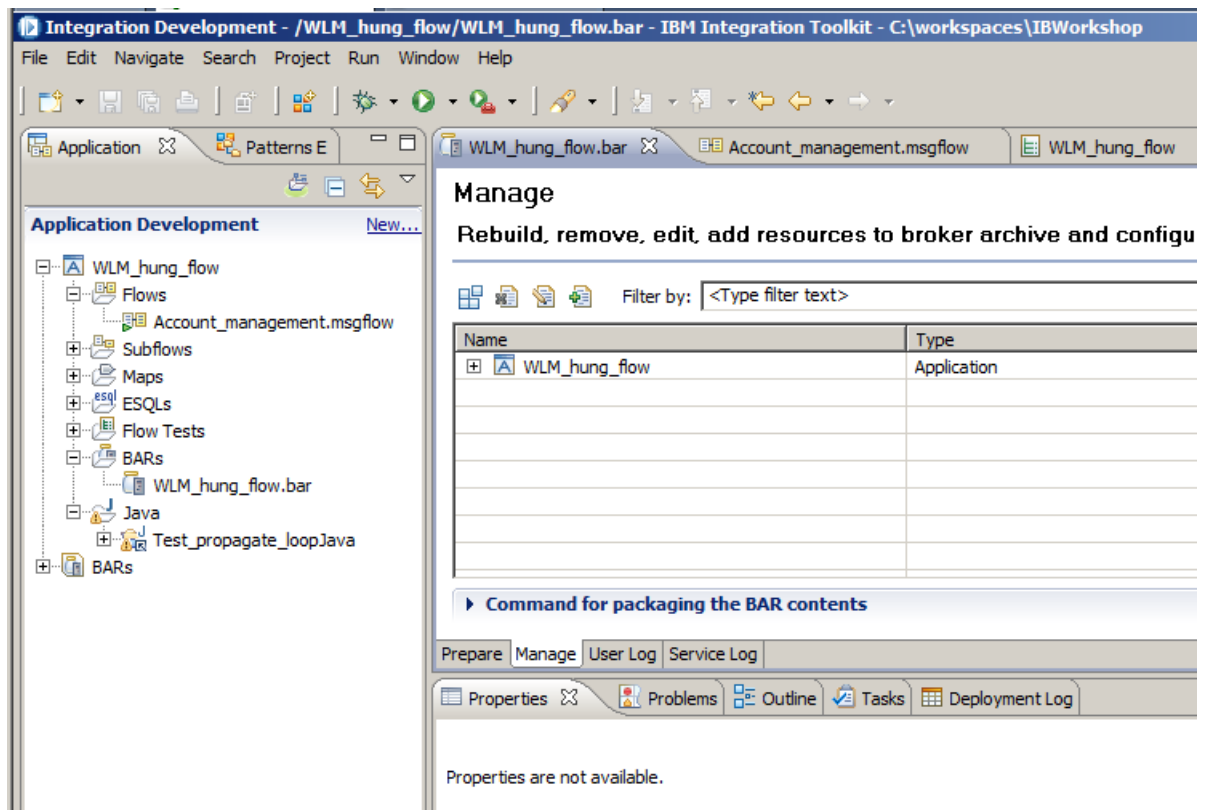 Integration Development - /WLM_hung_flow/WLM_hung_flow.bar - IBM Integration Toolkit - C:\workspaces\IBWorkshop
File Edit Navigate Search Project Run Window Help
Application Patterns E
Application Development New...
WLM_hung_flow
Flows
Account_management.msgflow
Subflows
Maps
esql ESQLs
Flow Tests
BARs
WLM_hung_flow.bar
Java
Test_propagate_loopJava
BARs
WLM_hung_flow.bar Account_management.msgflow WLM_hung_flow
Manage
Rebuild, remove, edit, add resources to broker archive and configu
Filter by: <Type filter text>
Name Type
WLM_hung_flow Application
Command for packaging the BAR contents
Prepare Manage User Log Service Log
Properties Problems Outline Tasks Deployment Log
Properties are not available.